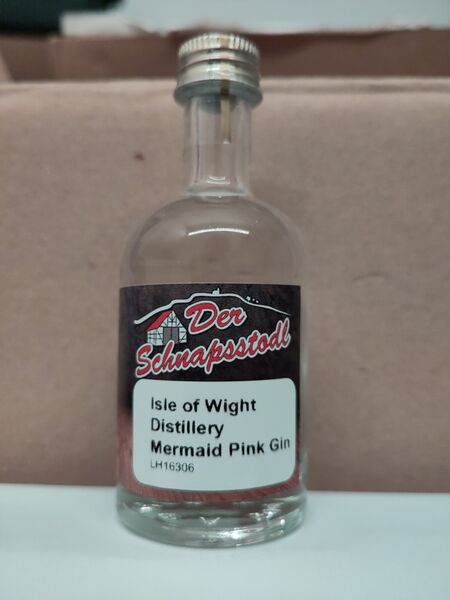 Der
Schnapsstodl
Isle of Wight
Distillery
Mermaid Pink Gin
LH16306